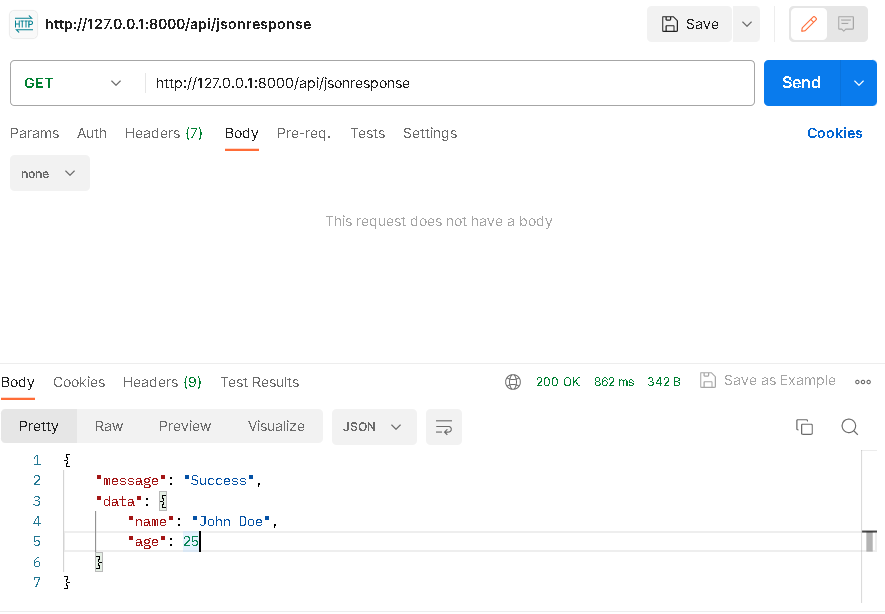 HTTP http://127.0.0.1:8000/api/jsonresponse Save
GET http://127.0.0.1:8000/api/jsonresponse Send
Params Auth Headers (7) Body Pre-req. Tests Settings Cookies
none
This request does not have a body
Body Cookies Headers (9) Test Results 200 OK 862 ms 342 B Save as Example
Pretty Raw Preview Visualize JSON
1 {
2 "message": "Success",
3 "data": {
4 "name": "John Doe",
5 "age": 25
6 }
7 }